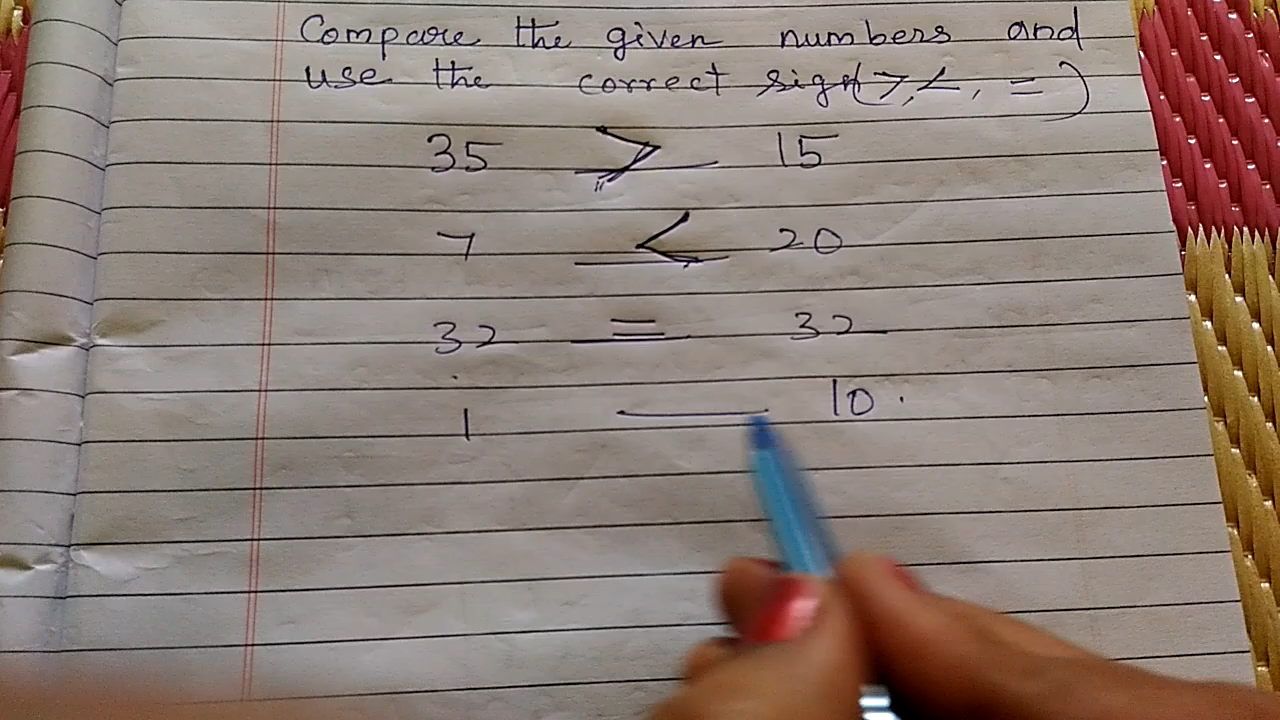 Compare the given numbers and
use the correct sign(>,<, =)
35 > 15
7 < 20
32 = 32
1 ___ 10.